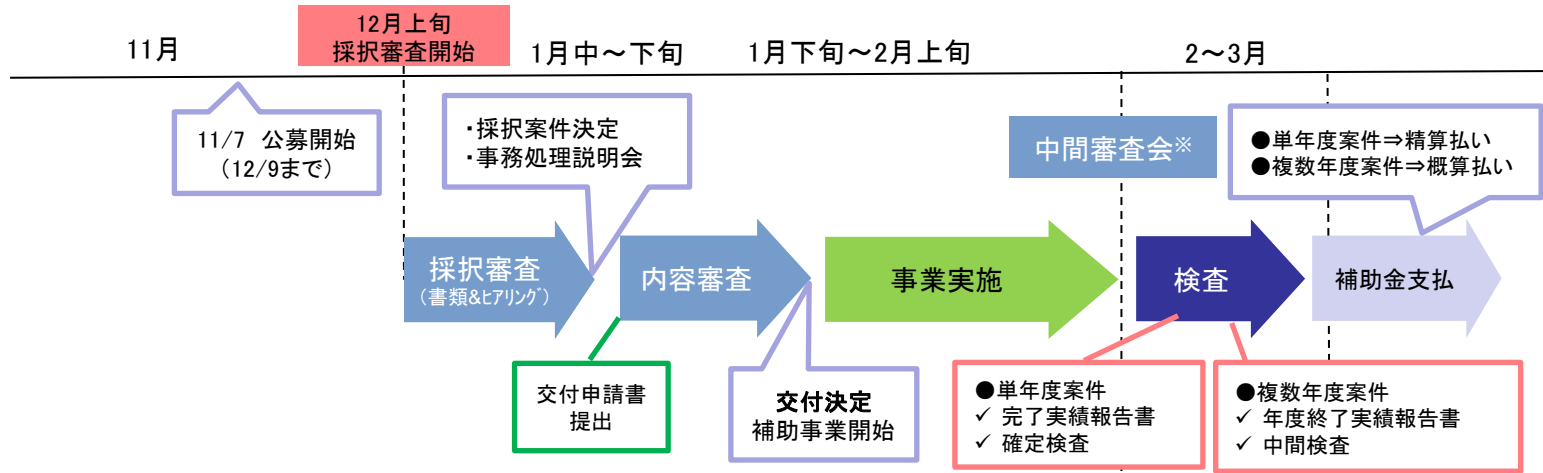 11月
12月上旬
採択審査開始
1月中～下旬
1月下旬～2月上旬
2～3月
11/7 公募開始
(12/9まで)
・採択案件決定
・事務処理説明会
中間審査会※
●単年度案件⇒精算払い
●複数年度案件⇒概算払い
採択審査
(書類&ﾋｱﾘﾝｸﾞ)
内容審査
事業実施
検査
補助金支払
交付申請書
提出
交付決定
補助事業開始
●単年度案件
✓ 完了実績報告書
✓ 確定検査
●複数年度案件
✓ 年度終了実績報告書
✓ 中間検査